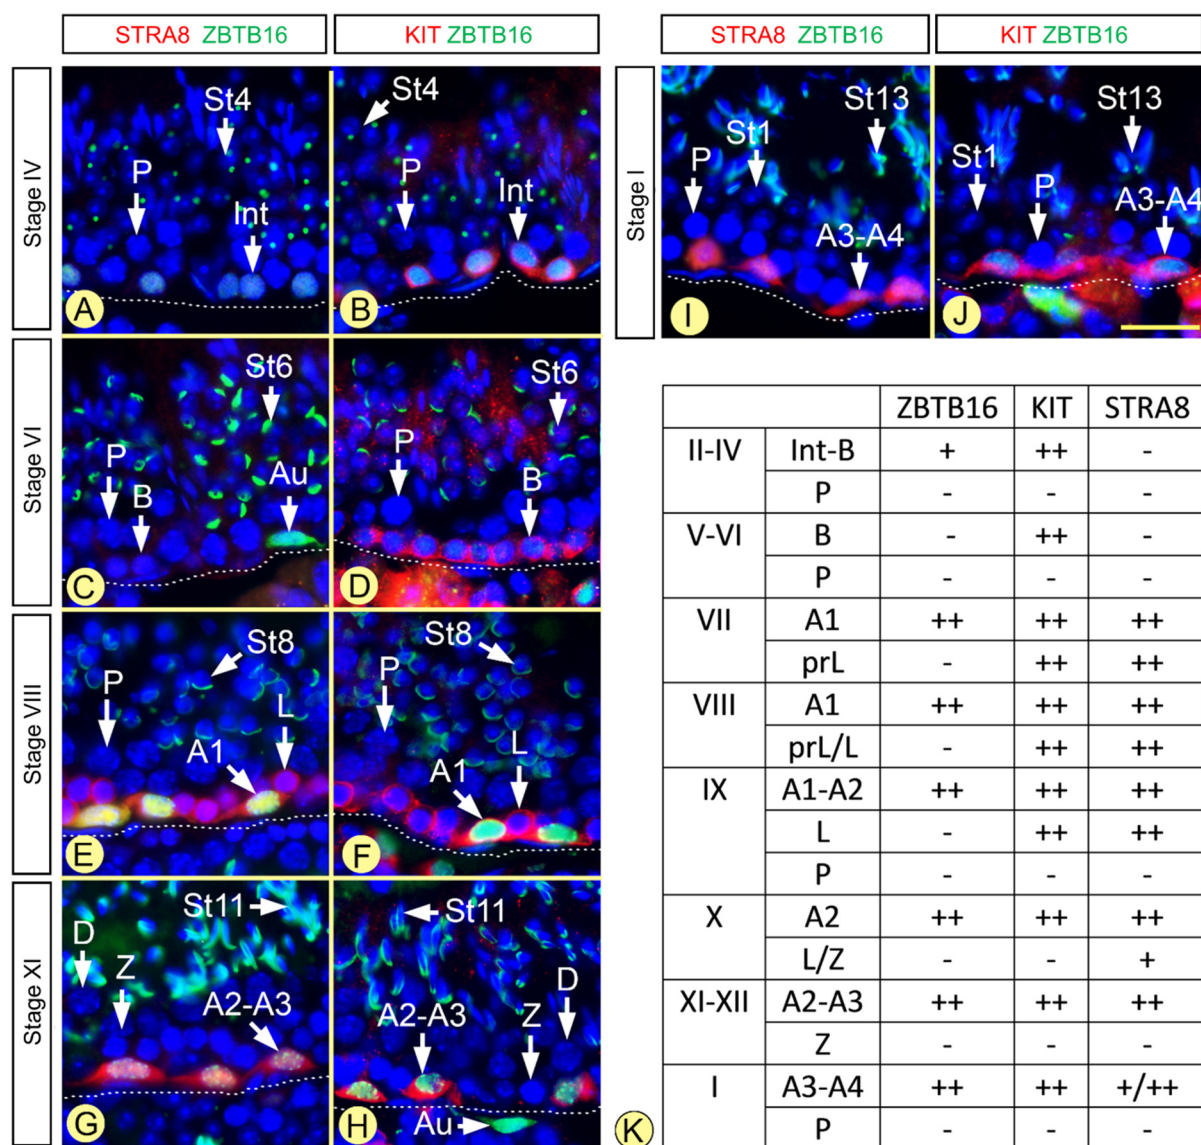 STRA8 ZBTB16
KIT ZBTB16
Stage IV
St4
P
Int
A
St4
P
Int
B
Stage VI
St6
P
B
Au
C
St6
P
B
D
Stage VIII
St8
P
L
A1
E
St8
P
L
A1
F
Stage XI
St11
D
Z
A2-A3
G
St11
D
A2-A3
Z
Au
H
STRA8 ZBTB16
KIT ZBTB16
Stage I
St13
P
St1
A3-A4
I
St13
St1
P
A3-A4
J
ZBTB16 KIT STRA8
II-IV Int-B + ++ -
P - - -
V-VI B - ++ -
P - - -
VII A1 ++ ++ ++
prL - ++ ++
VIII A1 ++ ++ ++
prL/L - ++ ++
IX A1-A2 ++ ++ ++
L - ++ ++
P - - -
X A2 ++ ++ ++
L/Z - - +
XI-XII A2-A3 ++ ++ ++
Z - - -
I A3-A4 ++ ++ +/++
P - - -
K